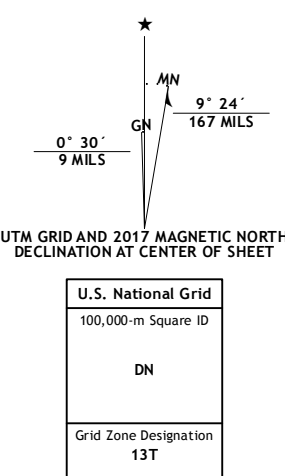 MN
GN
9° 24´
167 MILS
0° 30´
9 MILS
UTM GRID AND 2017 MAGNETIC NORTH
DECLINATION AT CENTER OF SHEET
U.S. National Grid
100,000-m Square ID
DN
Grid Zone Designation
13T